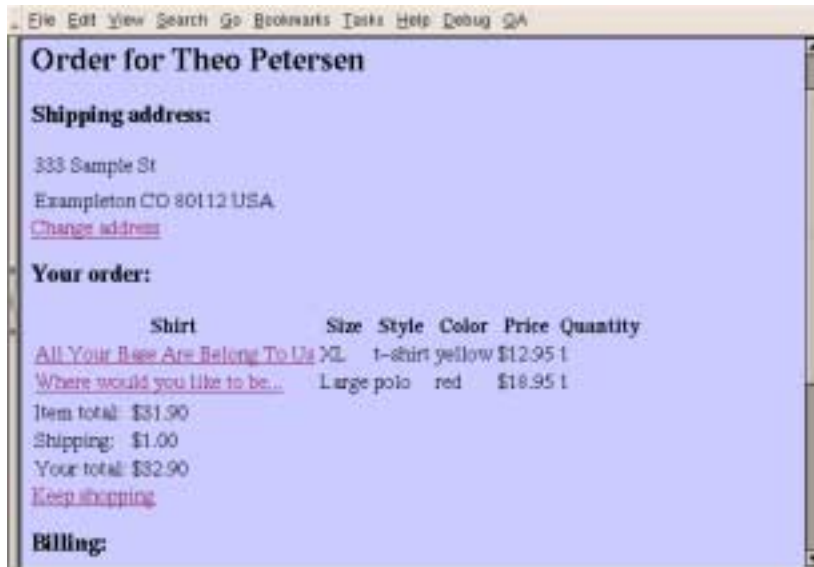 File Edit View Search Go Bookmarks Tasks Help Debug QA
Order for Theo Petersen
Shipping address:
333 Sample St
Exampleton CO 80112 USA
Change address
Your order:
Shirt Size Style Color Price Quantity
All Your Base Are Belong To Us XL t-shirt yellow $12.95 1
Where would you like to be... Large polo red $18.95 1
Item total: $31.90
Shipping: $1.00
Your total: $32.90
Keep shopping
Billing: